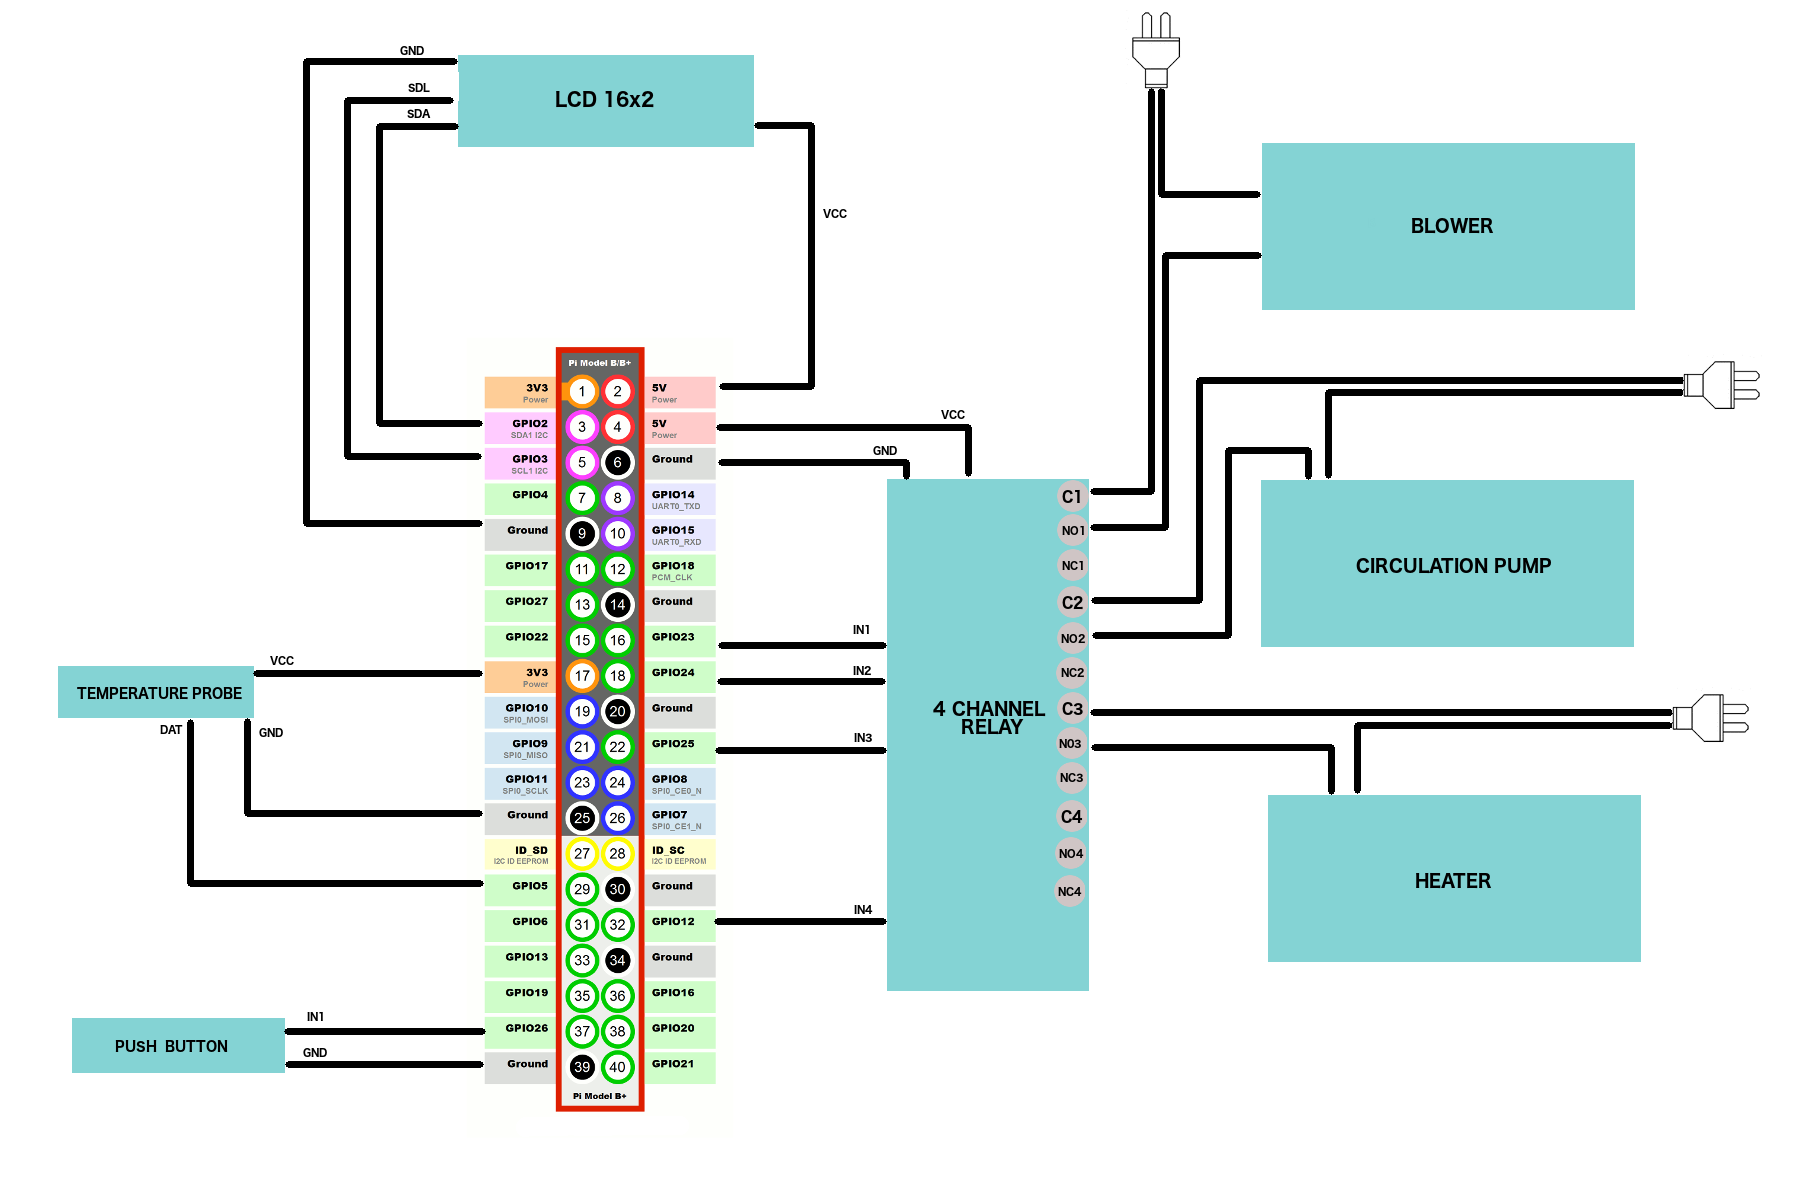 GND
SDL
SDA
LCD 16x2
VCC
BLOWER
Pi Model B/B+
3V3
Power
1
2
5V
Power
GPIO2
SDA1 I2C
3
4
5V
Power
VCC
GPIO3
SCL1 I2C
5
6
Ground
GND
GPIO4
7
8
GPIO14
UART0_TXD
Ground
9
10
GPIO15
UART0_RXD
GPIO17
11
12
GPIO18
PCM_CLK
GPIO27
13
14
Ground
GPIO22
15
16
GPIO23
IN1
3V3
Power
17
18
GPIO24
IN2
GPIO10
SPI0_MOSI
19
20
Ground
GPIO9
SPI0_MISO
21
22
GPIO25
IN3
GPIO11
SPI0_SCLK
23
24
GPIO8
SPI0_CE0_N
Ground
25
26
GPIO7
SPI0_CE1_N
ID_SD
I2C ID EEPROM
27
28
ID_SC
I2C ID EEPROM
GPIO5
29
30
Ground
GPIO6
31
32
GPIO12
IN4
GPIO13
33
34
Ground
GPIO19
35
36
GPIO16
GPIO26
37
38
GPIO20
Ground
39
40
GPIO21
Pi Model B+
TEMPERATURE PROBE
VCC
DAT
GND
PUSH BUTTON
IN1
GND
4 CHANNEL
RELAY
C1
NO1
NC1
C2
NO2
NC2
C3
NO3
NC3
C4
NO4
NC4
CIRCULATION PUMP
HEATER